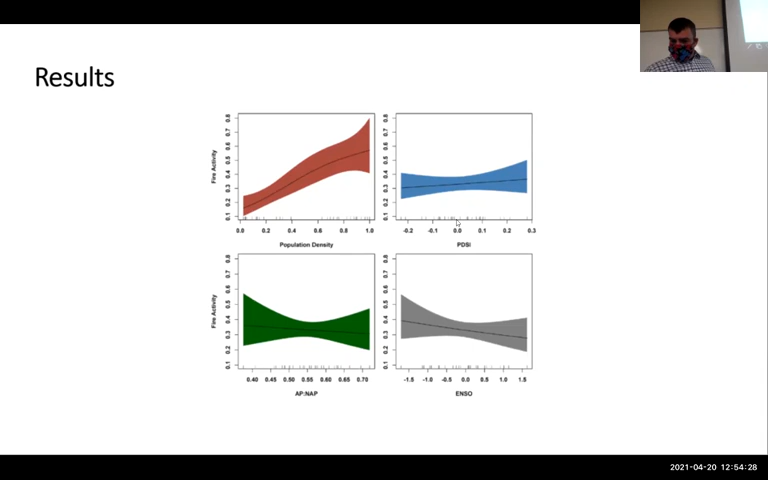 Results
Fire Activity
0.1 0.2 0.3 0.4 0.5 0.6 0.7 0.8
0.0 0.2 0.4 0.6 0.8 1.0
Population Density
0.1 0.2 0.3 0.4 0.5 0.6 0.7 0.8
-0.2 -0.1 0.0 0.1 0.2 0.3
PDSI
Fire Activity
0.1 0.2 0.3 0.4 0.5 0.6 0.7 0.8
0.40 0.45 0.50 0.55 0.60 0.65 0.70
AP:NAP
0.1 0.2 0.3 0.4 0.5 0.6 0.7 0.8
-1.5 -1.0 -0.5 0.0 0.5 1.0 1.5
ENSO
2021-04-20 12:54:28